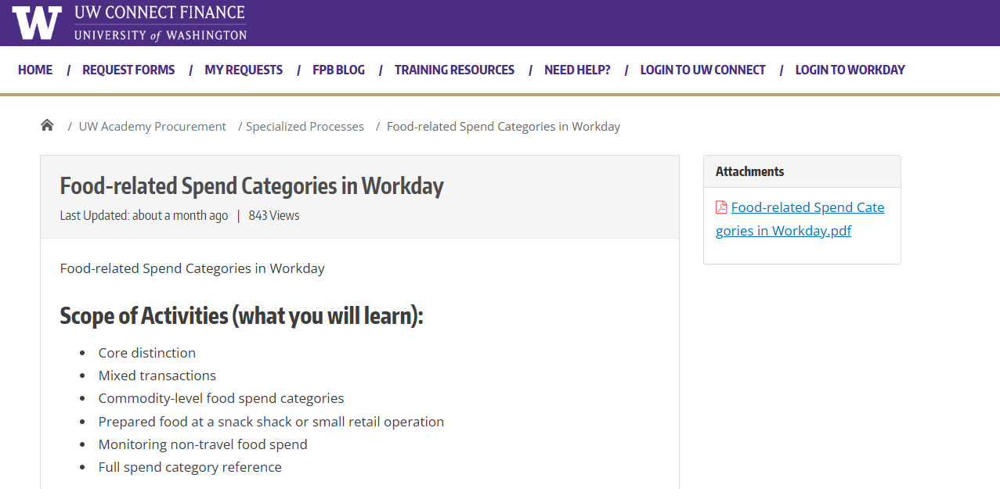 W UW CONNECT FINANCE
UNIVERSITY of WASHINGTON
HOME / REQUEST FORMS / MY REQUESTS / FPB BLOG / TRAINING RESOURCES / NEED HELP? / LOGIN TO UW CONNECT / LOGIN TO WORKDAY
/ UW Academy Procurement / Specialized Processes / Food-related Spend Categories in Workday
Food-related Spend Categories in Workday
Last Updated: about a month ago | 843 Views
Food-related Spend Categories in Workday
Scope of Activities (what you will learn):
• Core distinction
• Mixed transactions
• Commodity-level food spend categories
• Prepared food at a snack shack or small retail operation
• Monitoring non-travel food spend
• Full spend category reference
Attachments
Food-related Spend Cate
gories in Workday.pdf